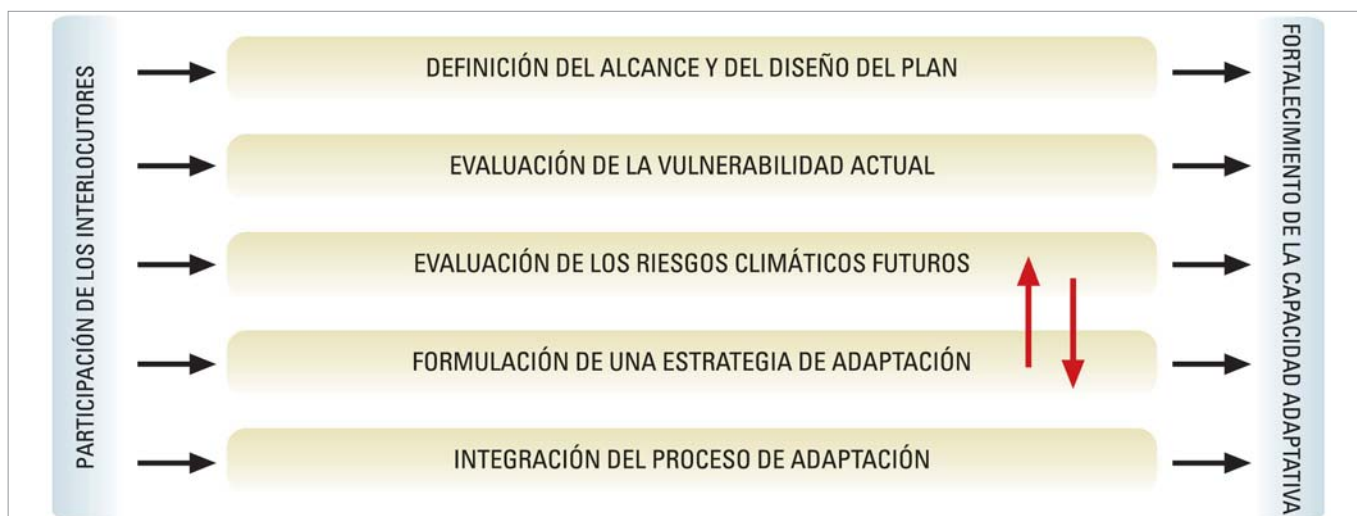 PARTICIPACIÓN DE LOS INTERLOCUTORES
DEFINICIÓN DEL ALCANCE Y DEL DISEÑO DEL PLAN
EVALUACIÓN DE LA VULNERABILIDAD ACTUAL
EVALUACIÓN DE LOS RIESGOS CLIMÁTICOS FUTUROS
FORMULACIÓN DE UNA ESTRATEGIA DE ADAPTACIÓN
INTEGRACIÓN DEL PROCESO DE ADAPTACIÓN
FORTALECIMIENTO DE LA CAPACIDAD ADAPTATIVA